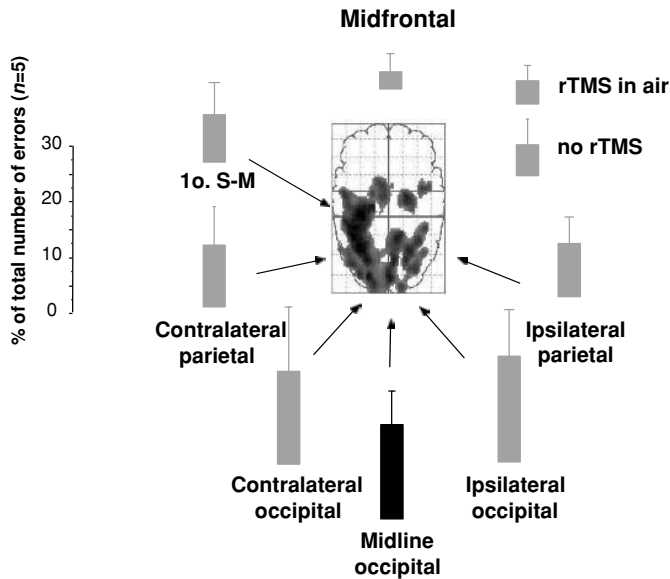 Midfrontal
rTMS in air
no rTMS
% of total number of errors (n=5)
30
20
10
0
1o. S-M
Contralateral
parietal
Ipsilateral
parietal
Contralateral
occipital
Ipsilateral
occipital
Midline
occipital